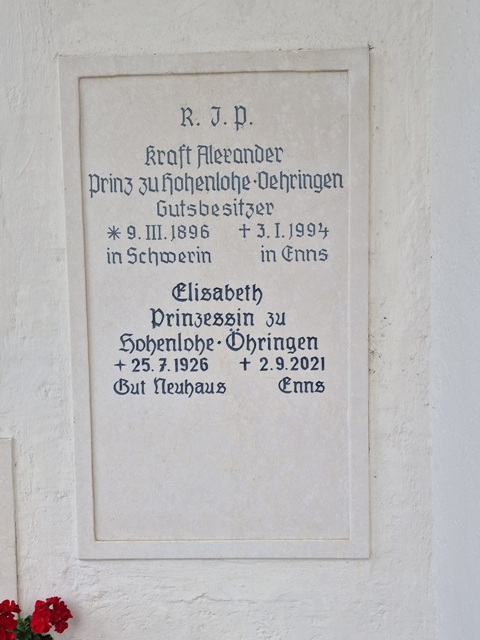 R. I. P.
Kraft Alexander
Prinz zu Hohenlohe-Oehringen
Gutsbesitzer
* 9. III. 1896 + 3. I. 1994
in Schwerin in Enns
Elisabeth
Prinzessin zu
Hohenlohe-Öhringen
+ 25. 7. 1926 + 2. 9. 2021
Gut Neuhaus Enns